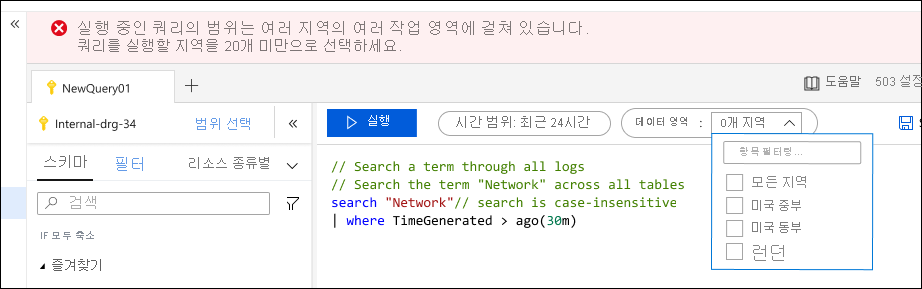 «
실행 중인 쿼리의 범위는 여러 지역의 여러 작업 영역에 걸쳐 있습니다.
쿼리를 실행할 지역을 20개 미만으로 선택하세요.
NewQuery01
+
도움말 503 설정
Internal-drg-34 범위 선택 «
실행
시간 범위: 최근 24시간
데이터 영역 : 0개 지역
스키마 필터 리소스 종류별
항목 필터링...
모든 지역
미국 중부
미국 동부
런던
검색
IF 모두 축소
즐겨찾기
// Search a term through all logs
// Search the term "Network" across all tables
search "Network"// search is case-insensitive
| where TimeGenerated > ago(30m)